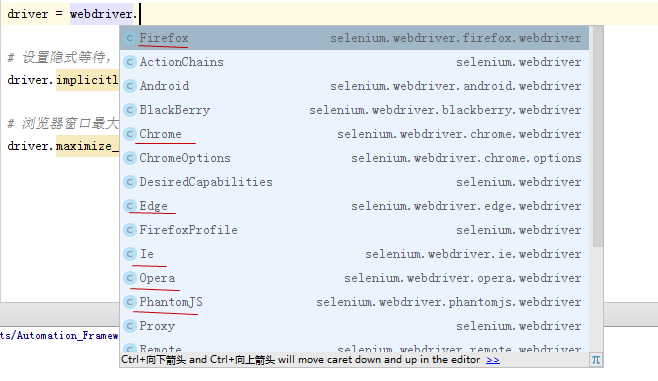 driver = webdriver.
Firefox selenium.webdriver.firefox.webdriver
# 设置隐式等待，
ActionChains selenium.webdriver
driver.implicitl
Android selenium.webdriver.android.webdriver
BlackBerry selenium.webdriver.blackberry.webdriver
# 浏览器窗口最大
Chrome selenium.webdriver.chrome.webdriver
driver.maximize_
ChromeOptions selenium.webdriver.chrome.options
DesiredCapabilities selenium.webdriver
Edge selenium.webdriver.edge.webdriver
FirefoxProfile selenium.webdriver
Ie selenium.webdriver.ie.webdriver
Opera selenium.webdriver.opera.webdriver
PhantomJS selenium.webdriver.phantomjs.webdriver
Proxy selenium.webdriver
ts/Automation_Framew
Remote selenium.webdriver.remote.webdriver
Ctrl+向下箭头 and Ctrl+向上箭头 will move caret down and up in the editor >> π